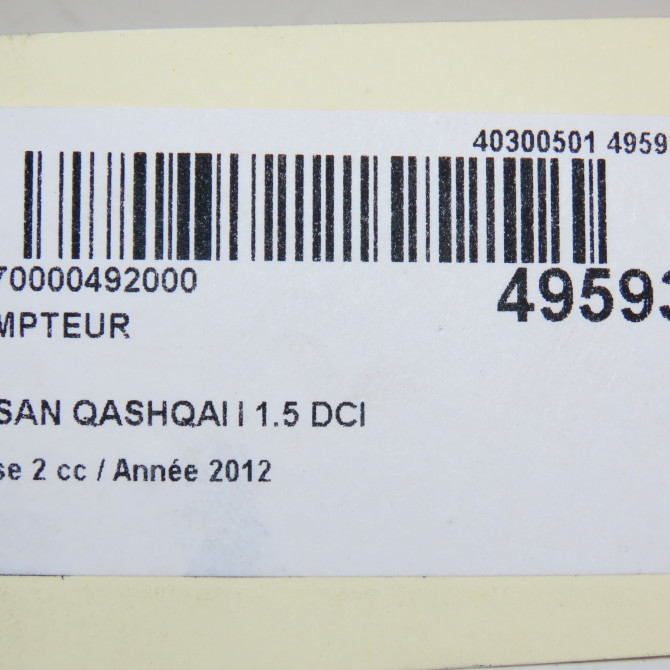 40300501 4959
70000492000
49593
MPTEUR
SAN QASHQAI I 1.5 DCI
se 2 cc / Année 2012